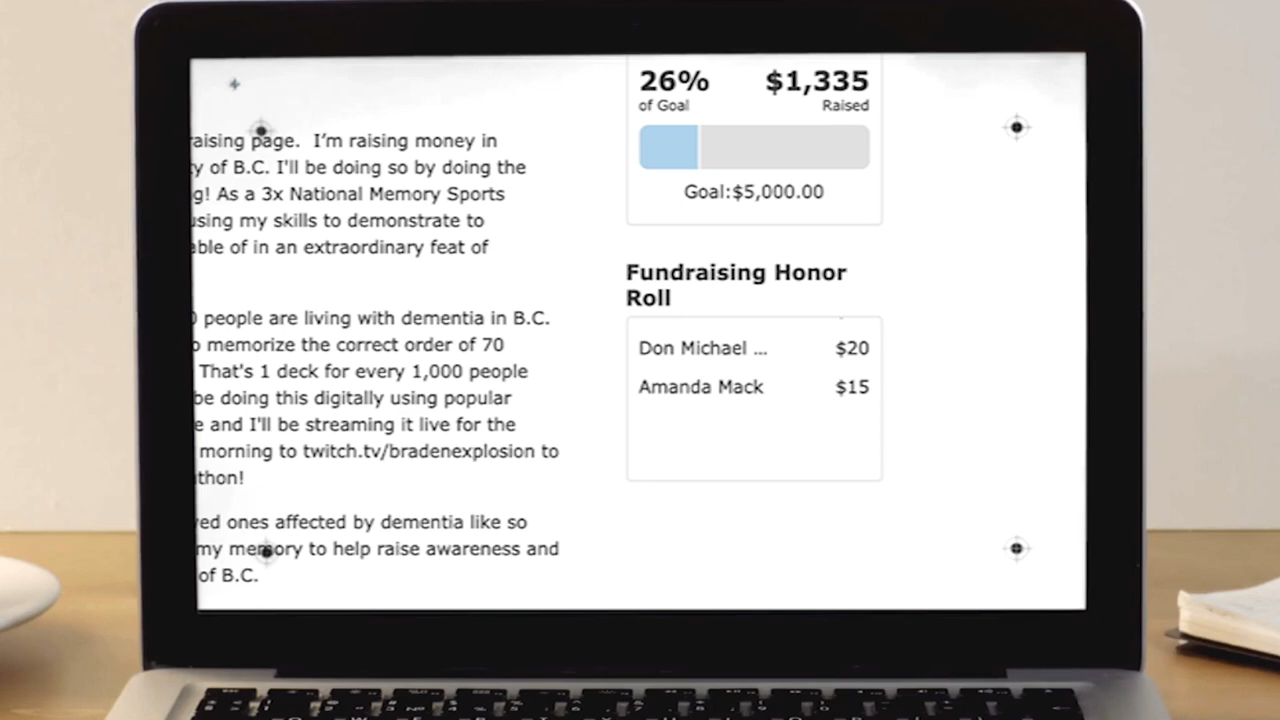 raising page.  I'm raising money in
y of B.C. I'll be doing so by doing the
g! As a 3x National Memory Sports
using my skills to demonstrate to
able of in an extraordinary feat of
0 people are living with dementia in B.C.
o memorize the correct order of 70
That's 1 deck for every 1,000 people
be doing this digitally using popular
e and I'll be streaming it live for the
morning to twitch.tv/bradenexplosion to
thon!
ved ones affected by dementia like so
my memory to help raise awareness and
of B.C.
26% $1,335
of Goal Raised
Goal:$5,000.00
Fundraising Honor
Roll
Don Michael ... $20
Amanda Mack $15